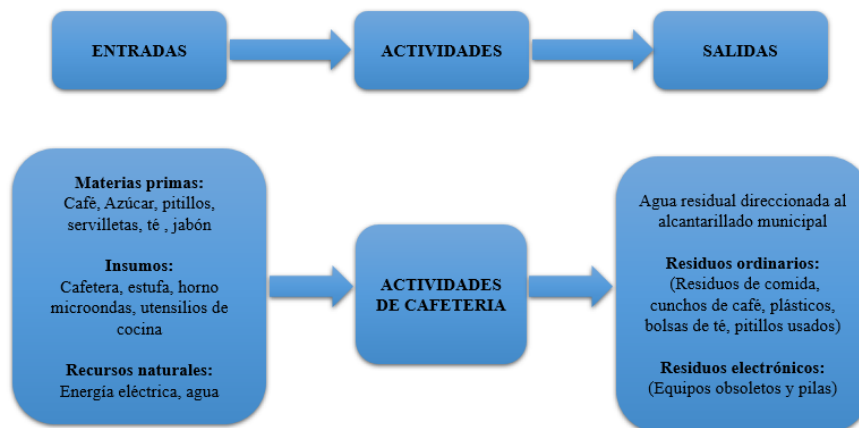 ENTRADAS
ACTIVIDADES
SALIDAS
Materias primas:
Café, Azúcar, pitillos,
servilletas, té , jabón
Insumos:
Cafetera, estufa, horno
microondas, utensilios de
cocina
Recursos naturales:
Energía eléctrica, agua
ACTIVIDADES
DE CAFETERIA
Agua residual direccionada al
alcantarillado municipal
Residuos ordinarios:
(Residuos de comida,
cunchos de café, plásticos,
bolsas de té, pitillos usados)
Residuos electrónicos:
(Equipos obsoletos y pilas)